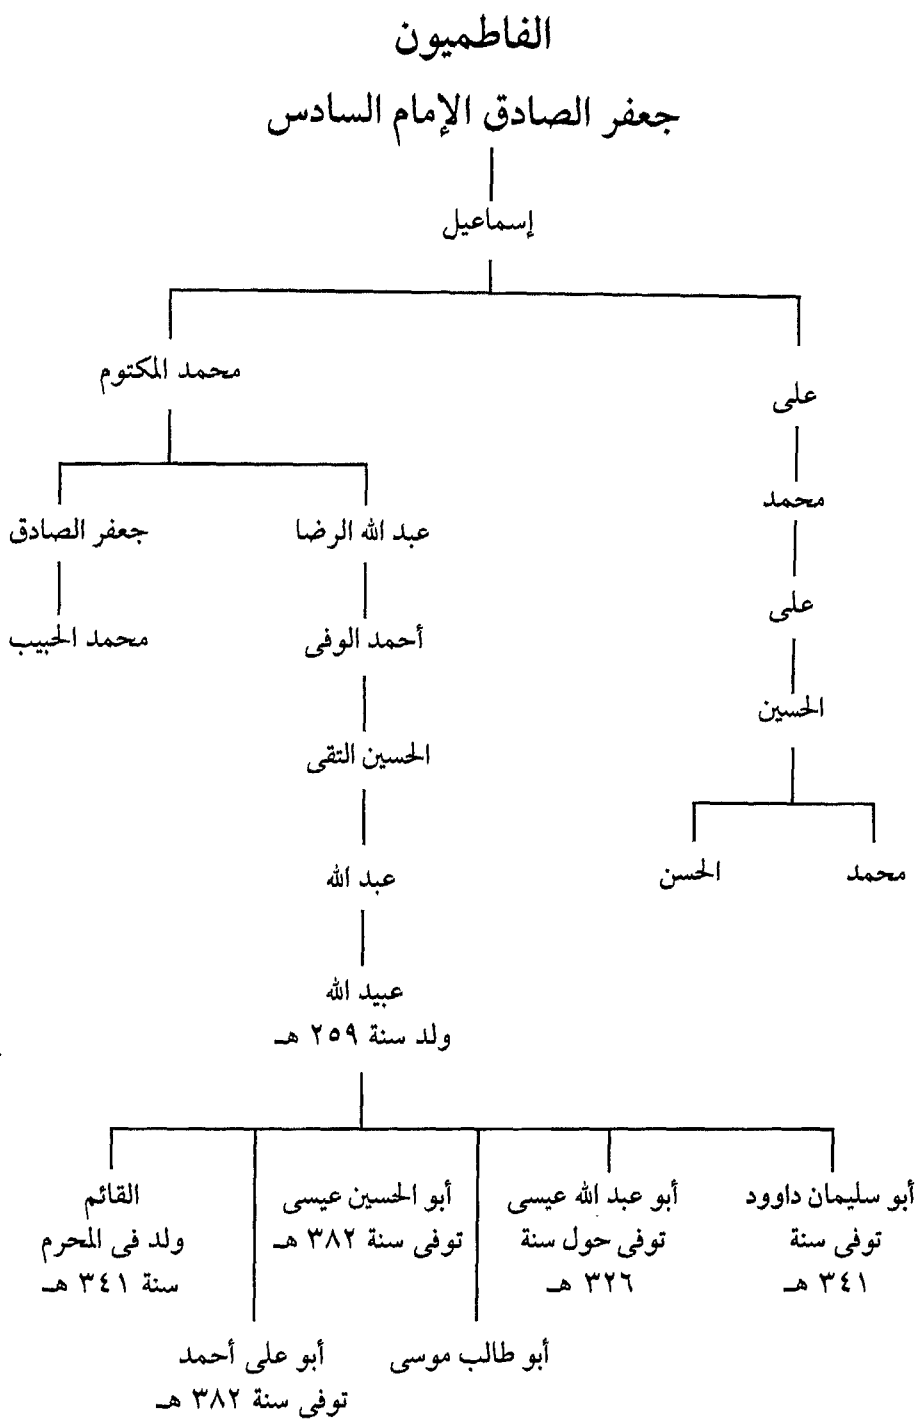 الفاطميون
جعفر الصادق الإمام السادس
إسماعيل
على
محمد المكتوم
محمد
عبد الله الرضا
جعفر الصادق
على
أحمد الوفى
محمد الحبيب
الحسين
الحسين التقى
محمد
الحسن
عبد الله
عبيد الله
ولد سنة ٢٥٩ هـ
أبو سليمان داوود
توفى سنة
٣٤١ هـ
أبو عبد الله عيسى
توفى حول سنة
٣٢٦ هـ
أبو الحسين عيسى
توفى سنة ٣٨٢ هـ
القائم
ولد فى المحرم
سنة ٣٤١ هـ
أبو طالب موسى
أبو على أحمد
توفى سنة ٣٨٢ هـ